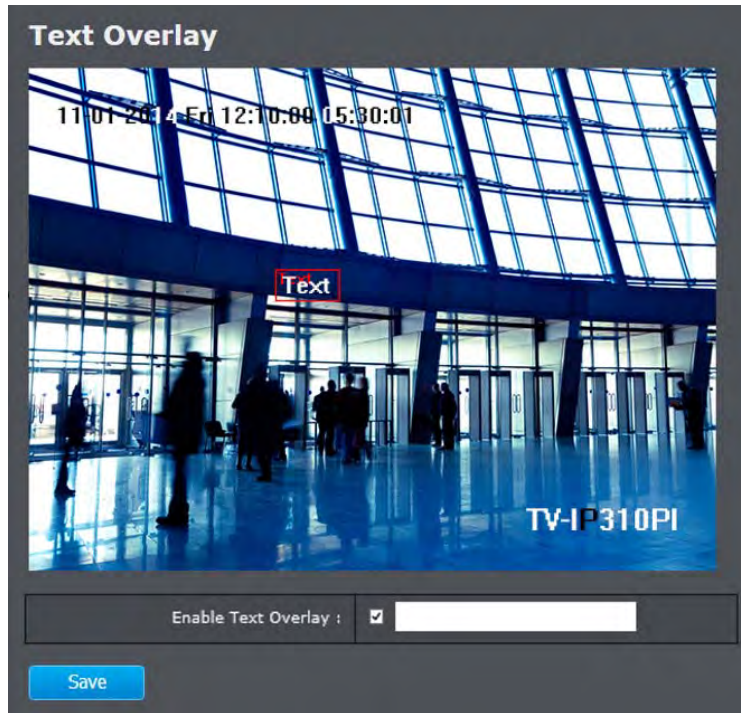 Text Overlay
11-01-2014 Fri 12:10:00 05:30:01
Text
TV-IP310PI
Enable Text Overlay :
Save